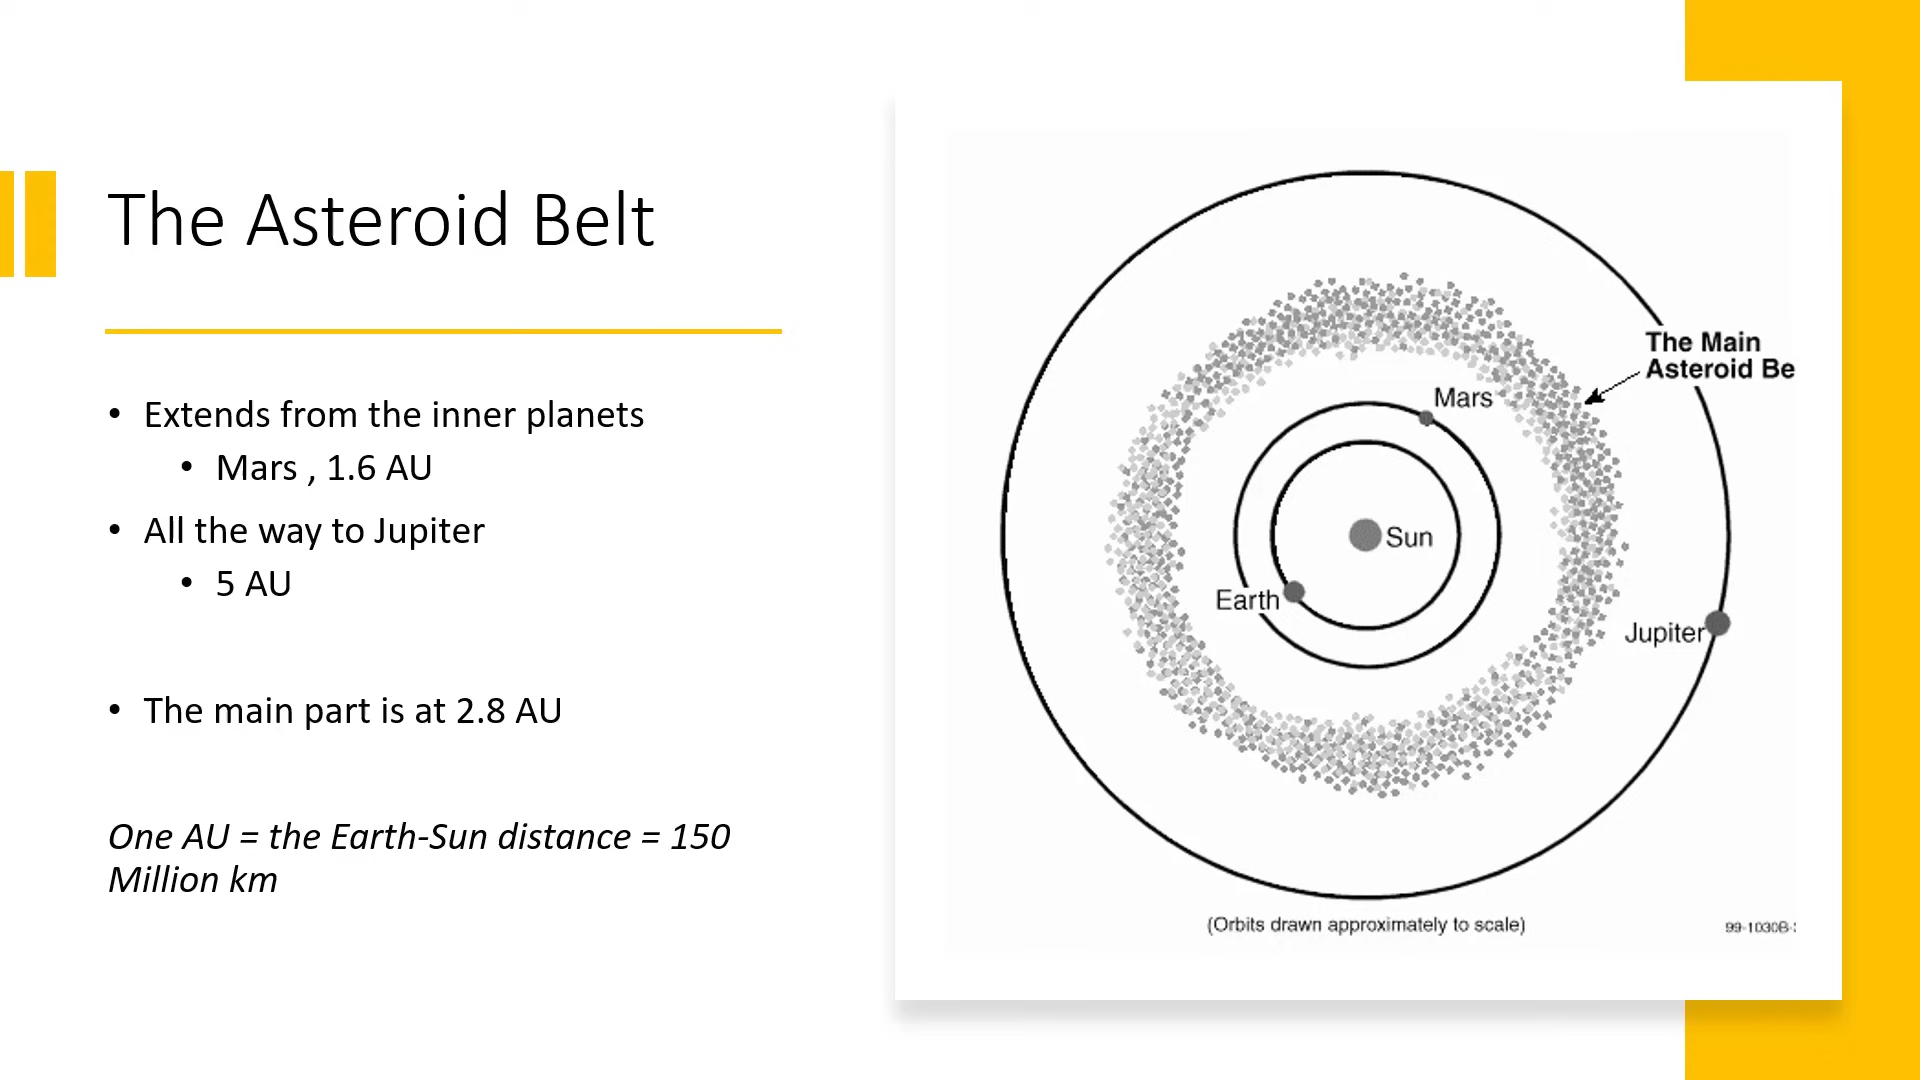 The Asteroid Belt
• Extends from the inner planets
• Mars , 1.6 AU
• All the way to Jupiter
• 5 AU
• The main part is at 2.8 AU
One AU = the Earth-Sun distance = 150
Million km
The Main
Asteroid Be
Mars
Sun
Earth
Jupiter
(Orbits drawn approximately to scale)
99-1030B-